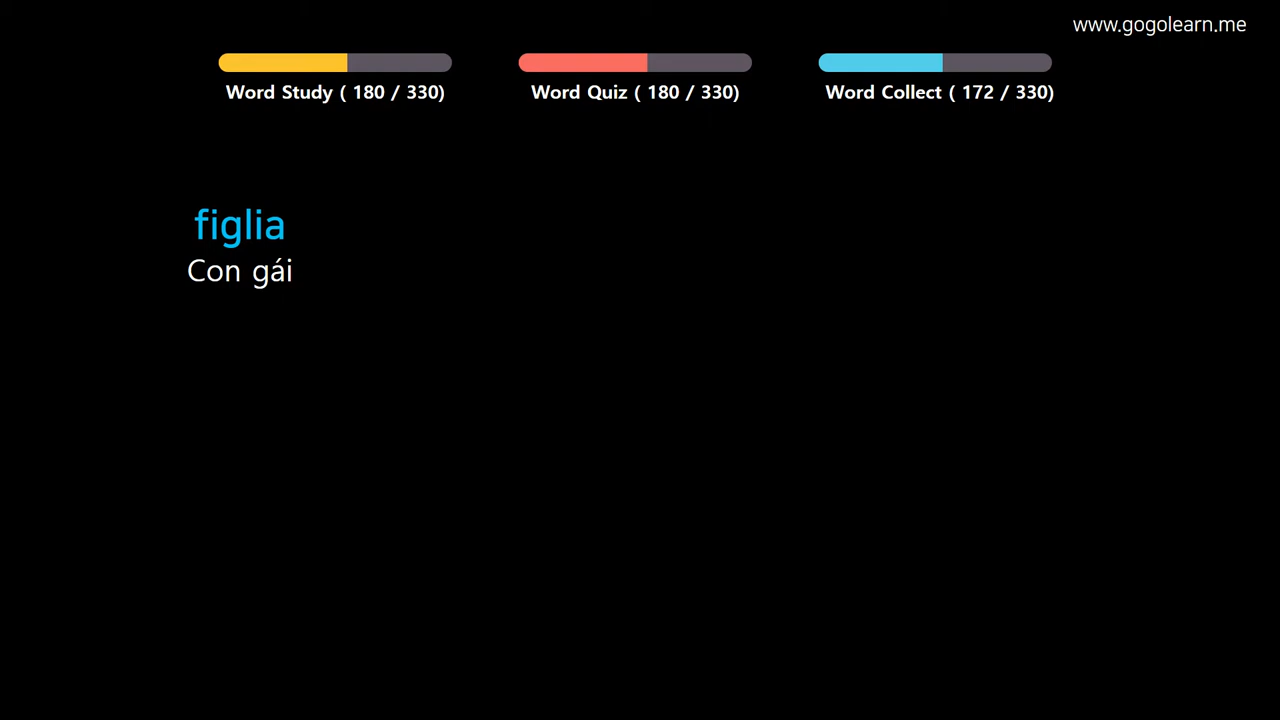 www.gogolearn.me
Word Study ( 180 / 330)
Word Quiz ( 180 / 330)
Word Collect ( 172 / 330)
figlia
Con gái